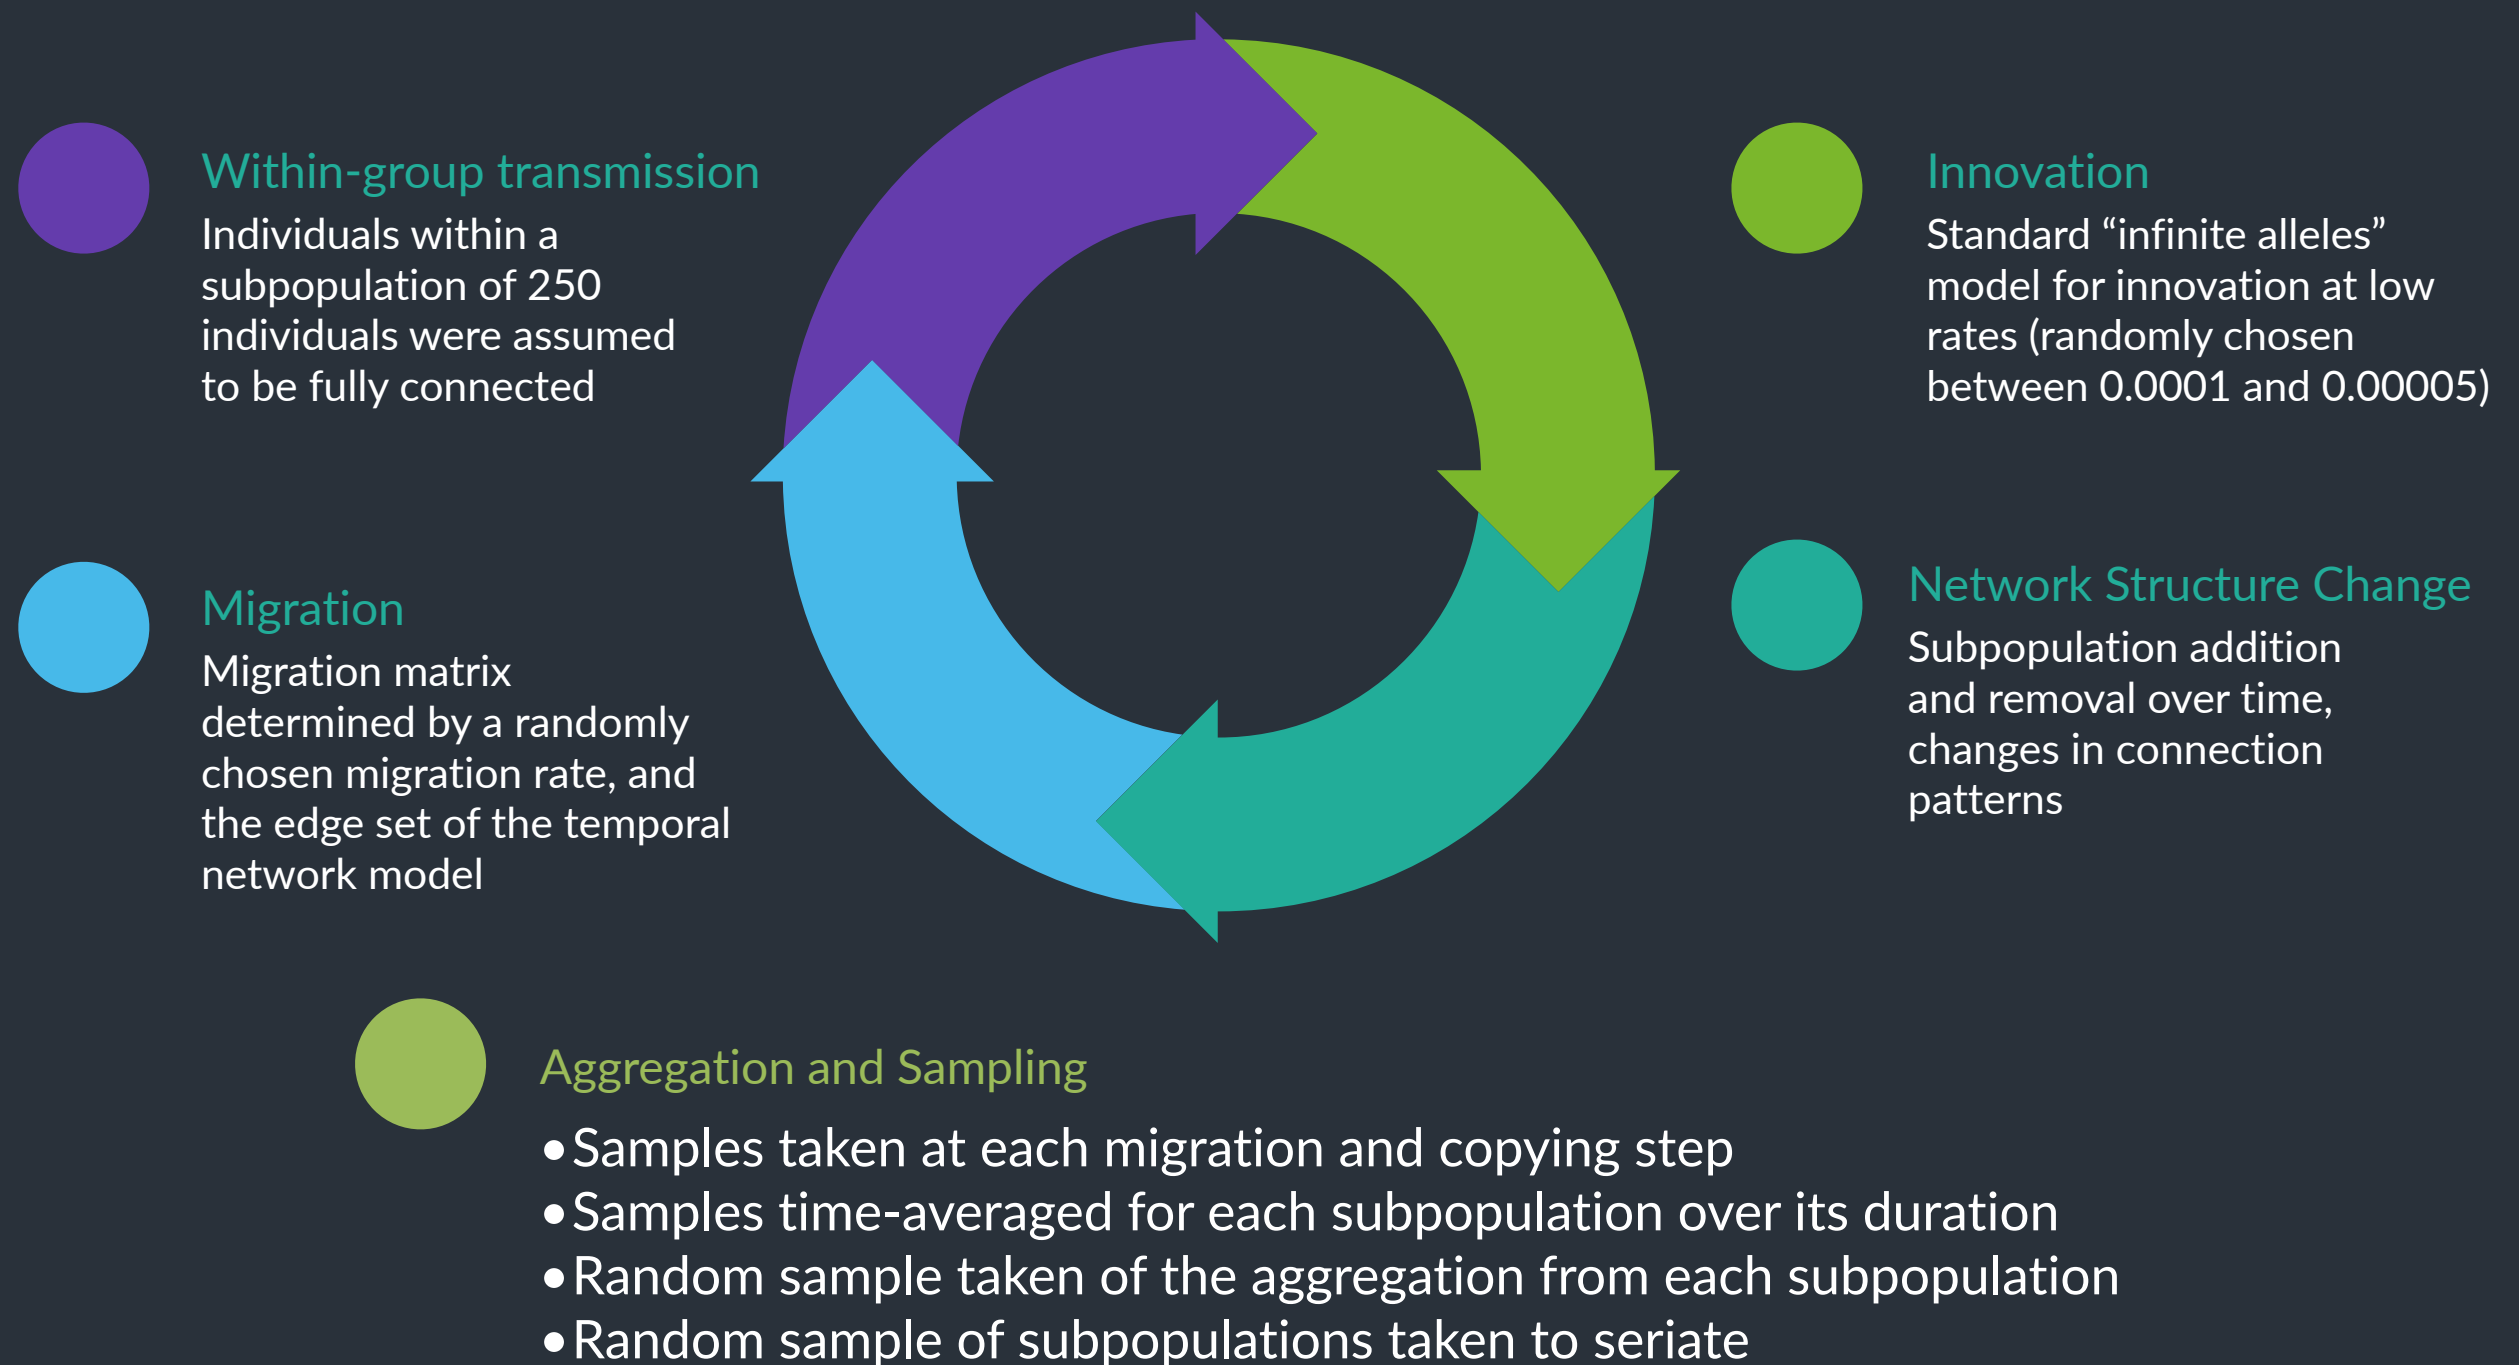 Within-group transmission
Individuals within a
subpopulation of 250
individuals were assumed
to be fully connected
Innovation
Standard “infinite alleles”
model for innovation at low
rates (randomly chosen
between 0.0001 and 0.00005)
Migration
Migration matrix
determined by a randomly
chosen migration rate, and
the edge set of the temporal
network model
Network Structure Change
Subpopulation addition
and removal over time,
changes in connection
patterns
Aggregation and Sampling
•Samples taken at each migration and copying step
•Samples time-averaged for each subpopulation over its duration
•Random sample taken of the aggregation from each subpopulation
•Random sample of subpopulations taken to seriate